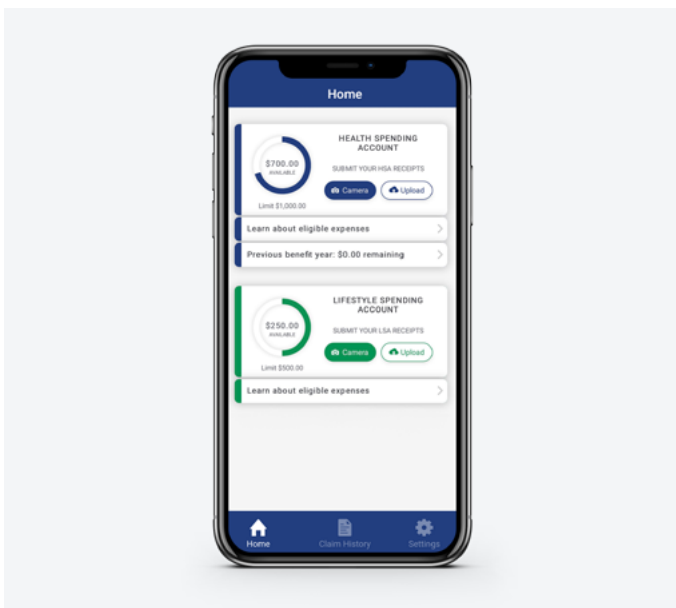 Home
HEALTH SPENDING
ACCOUNT
$700.00
AVAILABLE
SUBMIT YOUR HSA RECEIPTS
Camera
Upload
Limit $1,000.00
Learn about eligible expenses
Previous benefit year: $0.00 remaining
LIFESTYLE SPENDING
ACCOUNT
$250.00
AVAILABLE
SUBMIT YOUR LSA RECEIPTS
Camera
Upload
Limit $500.00
Learn about eligible expenses
Home
Claim History
Settings